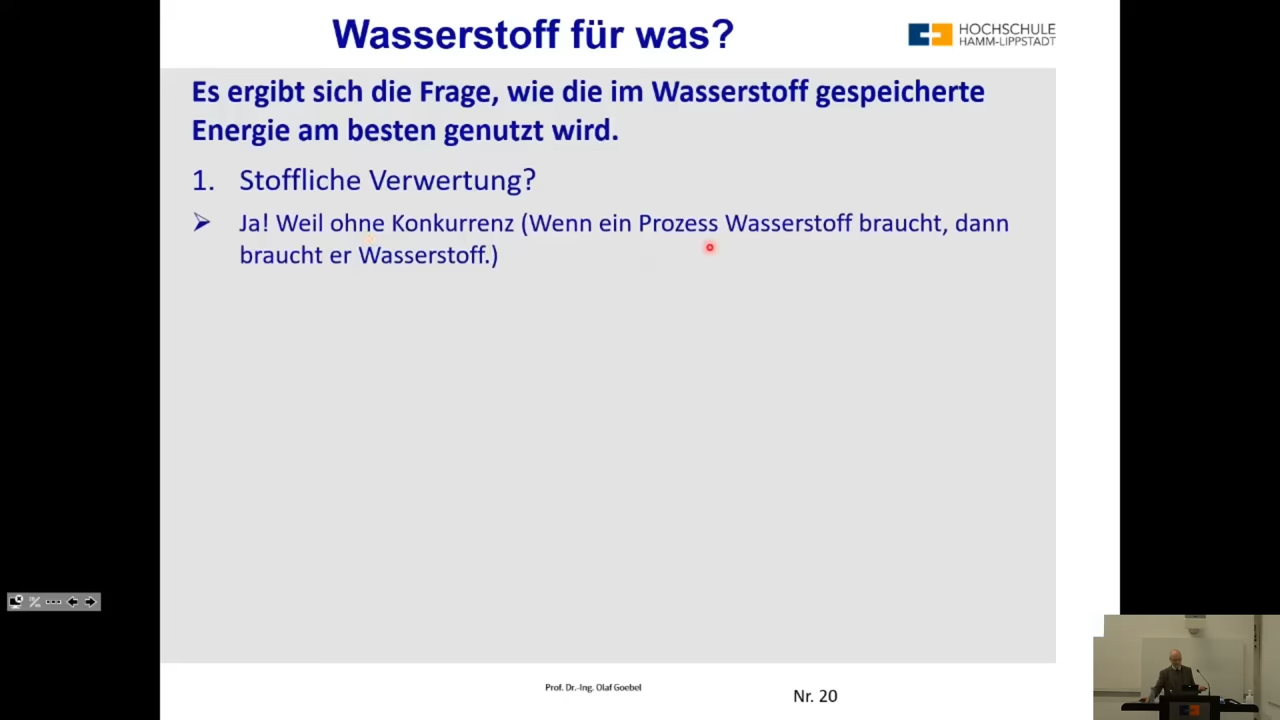 Wasserstoff für was?
HOCHSCHULE
HAMM-LIPPSTADT
Es ergibt sich die Frage, wie die im Wasserstoff gespeicherte
Energie am besten genutzt wird.
1. Stoffliche Verwertung?
Ja! Weil ohne Konkurrenz (Wenn ein Prozess Wasserstoff braucht, dann
braucht er Wasserstoff.)
Prof. Dr.-Ing. Olaf Goebel
Nr. 20